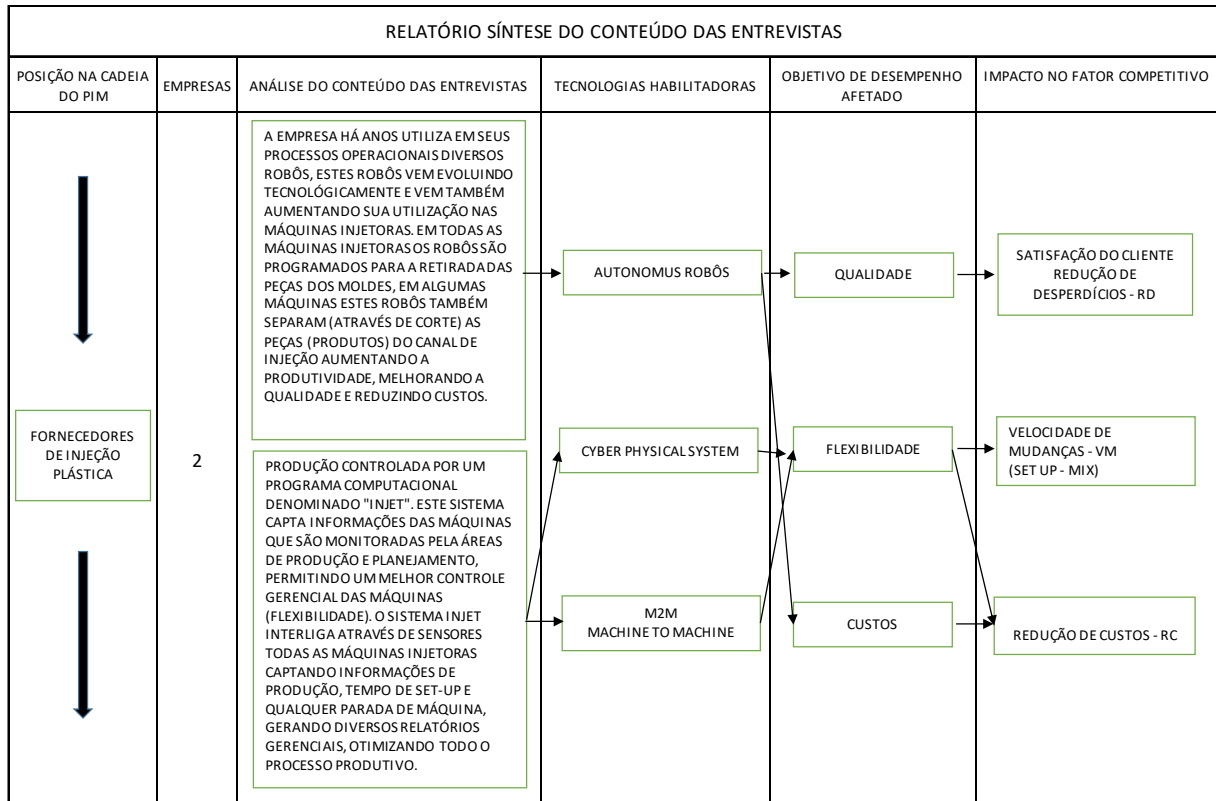 RELATÓRIO SÍNTESE DO CONTEÚDO DAS ENTREVISTAS
POSIÇÃO NA CADEIA
DO PIM
EMPRESAS
ANÁLISE DO CONTEÚDO DAS ENTREVISTAS
TECNOLOGIAS HABILITADORAS
OBJETIVO DE DESEMPENHO
AFETADO
IMPACTO NO FATOR COMPETITIVO
FORNECEDORES
DE INJEÇÃO
PLÁSTICA
2
A EMPRESA HÁ ANOS UTILIZA EM SEUS
PROCESSOS OPERACIONAIS DIVERSOS
ROBÔS, ESTES ROBÔS VEM EVOLUINDO
TECNOLÓGICAMENTE E VEM TAMBÉM
AUMENTANDO SUA UTILIZAÇÃO NAS
MÁQUINAS INJETORAS. EM TODAS AS
MÁQUINAS INJETORAS OS ROBÔS SÃO
PROGRAMADOS PARA A RETIRADA DAS
PEÇAS DOS MOLDES, EM ALGUMAS
MÁQUINAS ESTES ROBÔS TAMBÉM
SEPARAM (ATRAVÉS DE CORTE) AS
PEÇAS (PRODUTOS) DO CANAL DE
INJEÇÃO AUMENTANDO A
PRODUTIVIDADE, MELHORANDO A
QUALIDADE E REDUZINDO CUSTOS.
PRODUÇÃO CONTROLADA POR UM
PROGRAMA COMPUTACIONAL
DENOMINADO "INJET". ESTE SISTEMA
CAPTA INFORMAÇÕES DAS MÁQUINAS
QUE SÃO MONITORADAS PELA ÁREAS
DE PRODUÇÃO E PLANEJAMENTO,
PERMITINDO UM MELHOR CONTROLE
GERENCIAL DAS MÁQUINAS
(FLEXIBILIDADE). O SISTEMA INJET
INTERLIGA ATRAVÉS DE SENSORES
TODAS AS MÁQUINAS INJETORAS
CAPTANDO INFORMAÇÕES DE
PRODUÇÃO, TEMPO DE SET-UP E
QUALQUER PARADA DE MÁQUINA,
GERANDO DIVERSOS RELATÓRIOS
GERENCIAIS, OTIMIZANDO TODO O
PROCESSO PRODUTIVO.
AUTONOMUS ROBÔS
CYBER PHYSICAL SYSTEM
M2M
MACHINE TO MACHINE
QUALIDADE
FLEXIBILIDADE
CUSTOS
SATISFAÇÃO DO CLIENTE
REDUÇÃO DE
DESPERDÍCIOS - RD
VELOCIDADE DE
MUDANÇAS - VM
(SET UP - MIX)
REDUÇÃO DE CUSTOS - RC